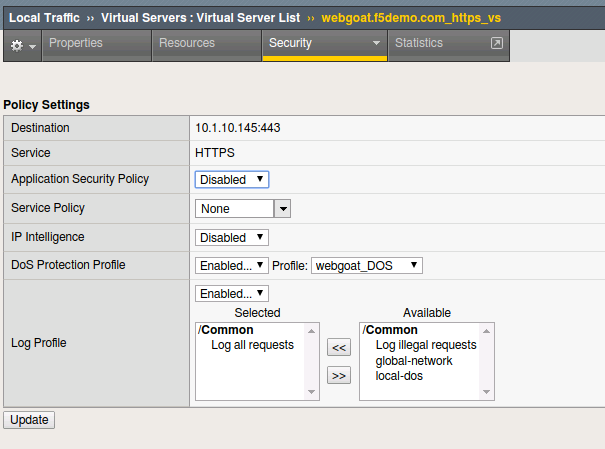 Local Traffic ›› Virtual Servers : Virtual Server List ›› webgoat.f5demo.com_https_vs
Properties Resources Security Statistics
Policy Settings
Destination 10.1.10.145:443
Service HTTPS
Application Security Policy Disabled
Service Policy None
IP Intelligence Disabled
DoS Protection Profile Enabled... Profile: webgoat_DOS
Enabled...
Selected Available
/Common /Common
Log all requests Log illegal requests
Log Profile << global-network
>> local-dos
Update